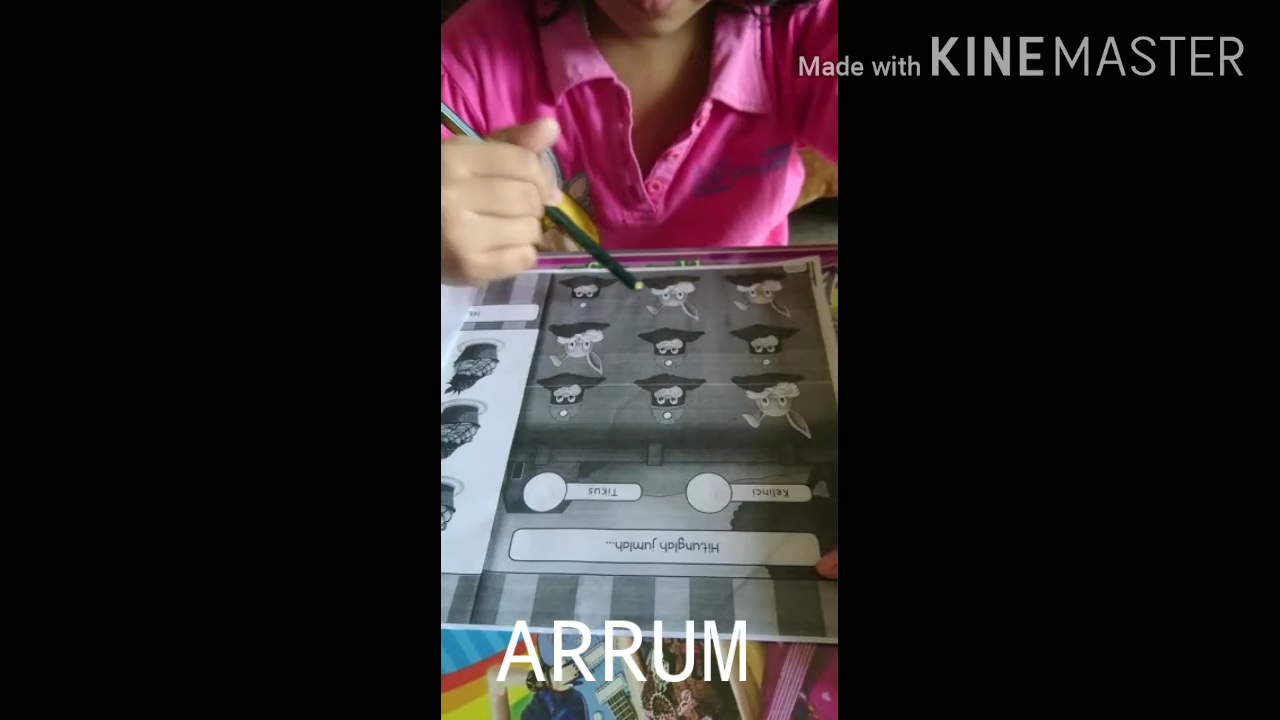 Made with KINEMASTER
Hitunglah jumlah...
Kelinci
Tikus
ARRUM